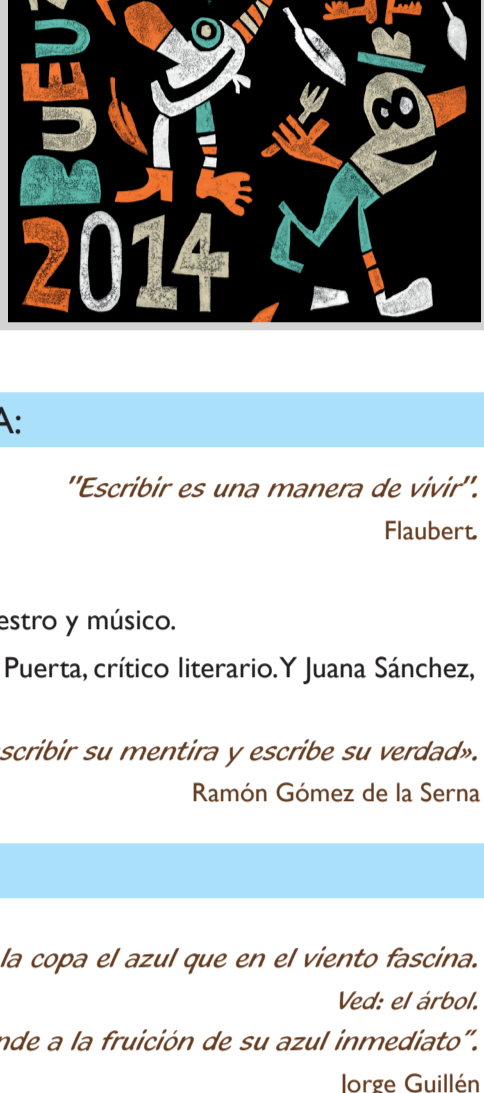 BUEU
2014
A:
"Escribir es una manera de vivir".
Flaubert.
estro y músico.
Puerta, crítico literario. Y Juana Sánchez,
scribir su mentira y escribe su verdad».
Ramón Gómez de la Serna
la copa el azul que en el viento fascina.
Ved: el árbol.
nde a la fruición de su azul inmediato”.
Jorge Guillén